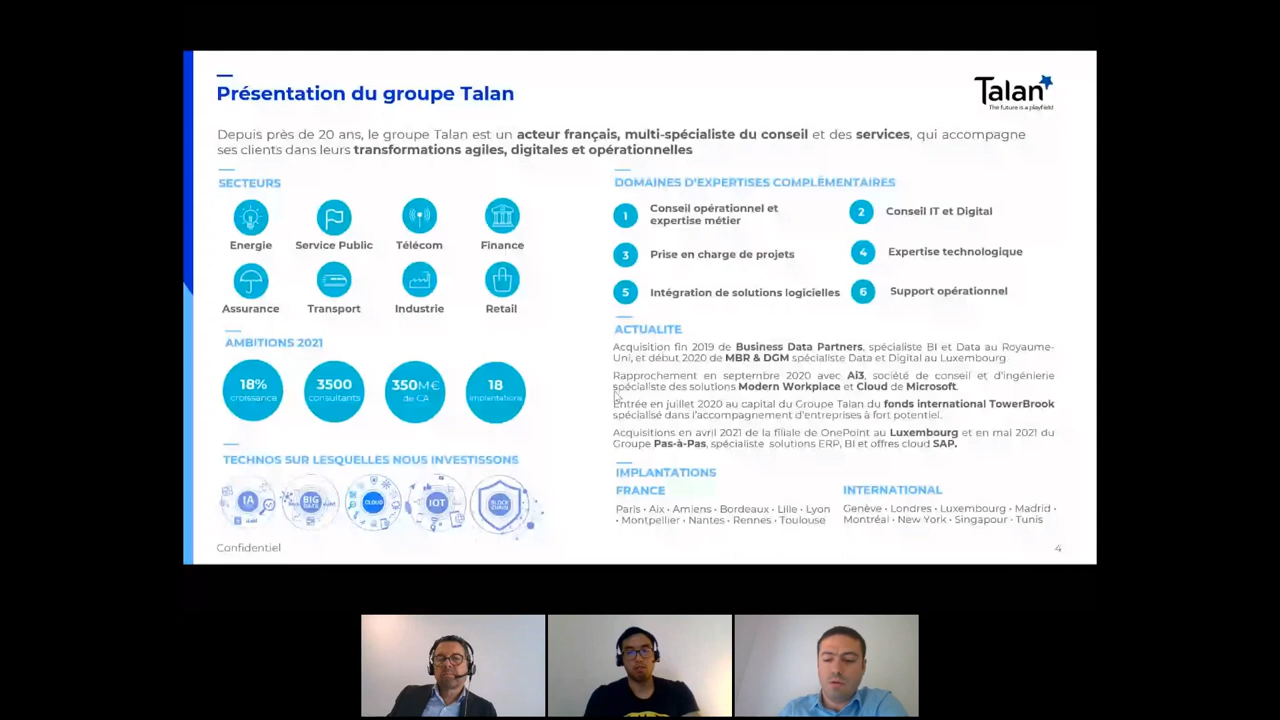 Présentation du groupe Talan
Talan
The future is a playfield
Depuis près de 20 ans, le groupe Talan est un acteur français, multi-spécialiste du conseil et des services, qui accompagne
ses clients dans leurs transformations agiles, digitales et opérationnelles
SECTEURS
Energie
Service Public
Télécom
Finance
Assurance
Transport
Industrie
Retail
AMBITIONS 2021
18%
croissance
3500
consultants
350M€
de CA
18
implantations
TECHNOS SUR LESQUELLES NOUS INVESTISSONS
IA
BIG
DATA
CLOUD
IOT
BLOCK
CHAIN
DOMAINES D'EXPERTISES COMPLÉMENTAIRES
1
Conseil opérationnel et
expertise métier
2
Conseil IT et Digital
3
Prise en charge de projets
4
Expertise technologique
5
Intégration de solutions logicielles
6
Support opérationnel
ACTUALITE
Acquisition fin 2019 de Business Data Partners, spécialiste BI et Data au Royaume-
Uni, et début 2020 de MBR & DGM spécialiste Data et Digital au Luxembourg.
Rapprochement en septembre 2020 avec Ai3, société de conseil et d'ingénierie
spécialiste des solutions Modern Workplace et Cloud de Microsoft.
Entrée en juillet 2020 au capital du Groupe Talan du fonds international TowerBrook
spécialisé dans l'accompagnement d'entreprises à fort potentiel.
Acquisitions en avril 2021 de la filiale de OnePoint au Luxembourg et en mai 2021 du
Groupe Pas-à-Pas, spécialiste solutions ERP, BI et offres cloud SAP.
IMPLANTATIONS
FRANCE
Paris • Aix • Amiens • Bordeaux • Lille • Lyon
• Montpellier • Nantes • Rennes • Toulouse
INTERNATIONAL
Genève • Londres • Luxembourg • Madrid •
Montréal • New York • Singapour • Tunis
Confidentiel
4